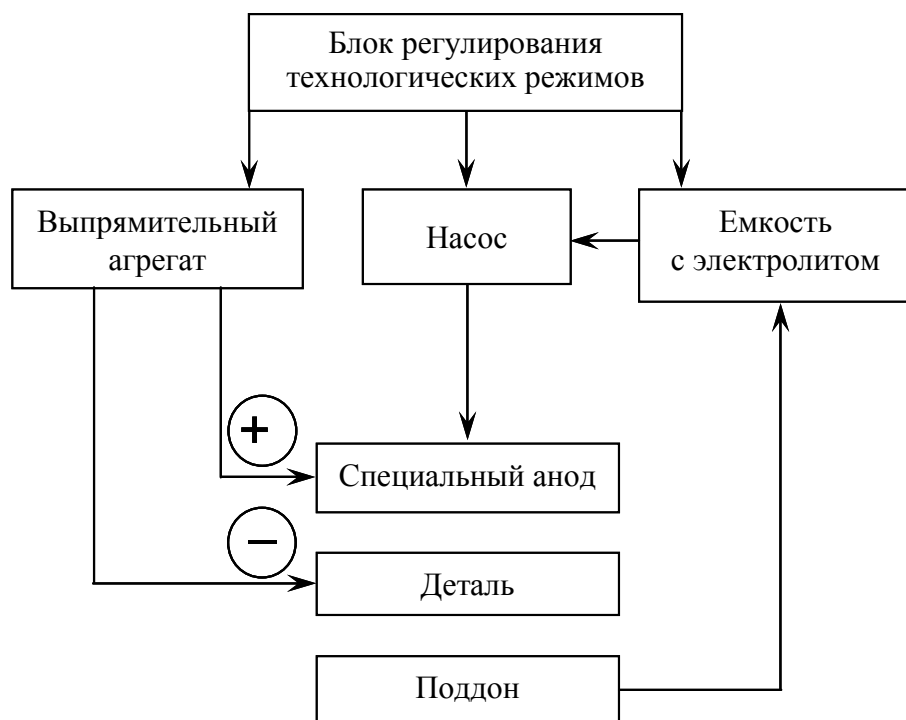 Блок регулирования
технологических режимов
Выпрямительный
агрегат
Насос
Емкость
с электролитом
+
Специальный анод
−
Деталь
Поддон